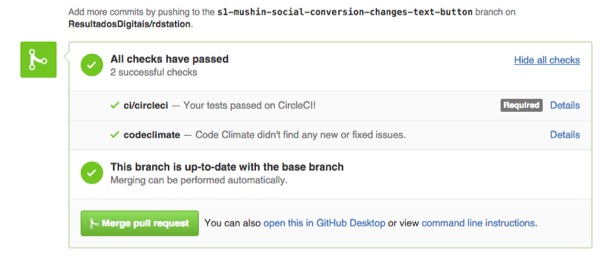 Add more commits by pushing to the s1-mushin-social-conversion-changes-text-button branch on
ResultadosDigitais/rdstation.
All checks have passed
Hide all checks
2 successful checks
ci/circleci — Your tests passed on CircleCI! Required Details
codeclimate — Code Climate didn't find any new or fixed issues. Details
This branch is up-to-date with the base branch
Merging can be performed automatically.
Merge pull request You can also open this in GitHub Desktop or view command line instructions.